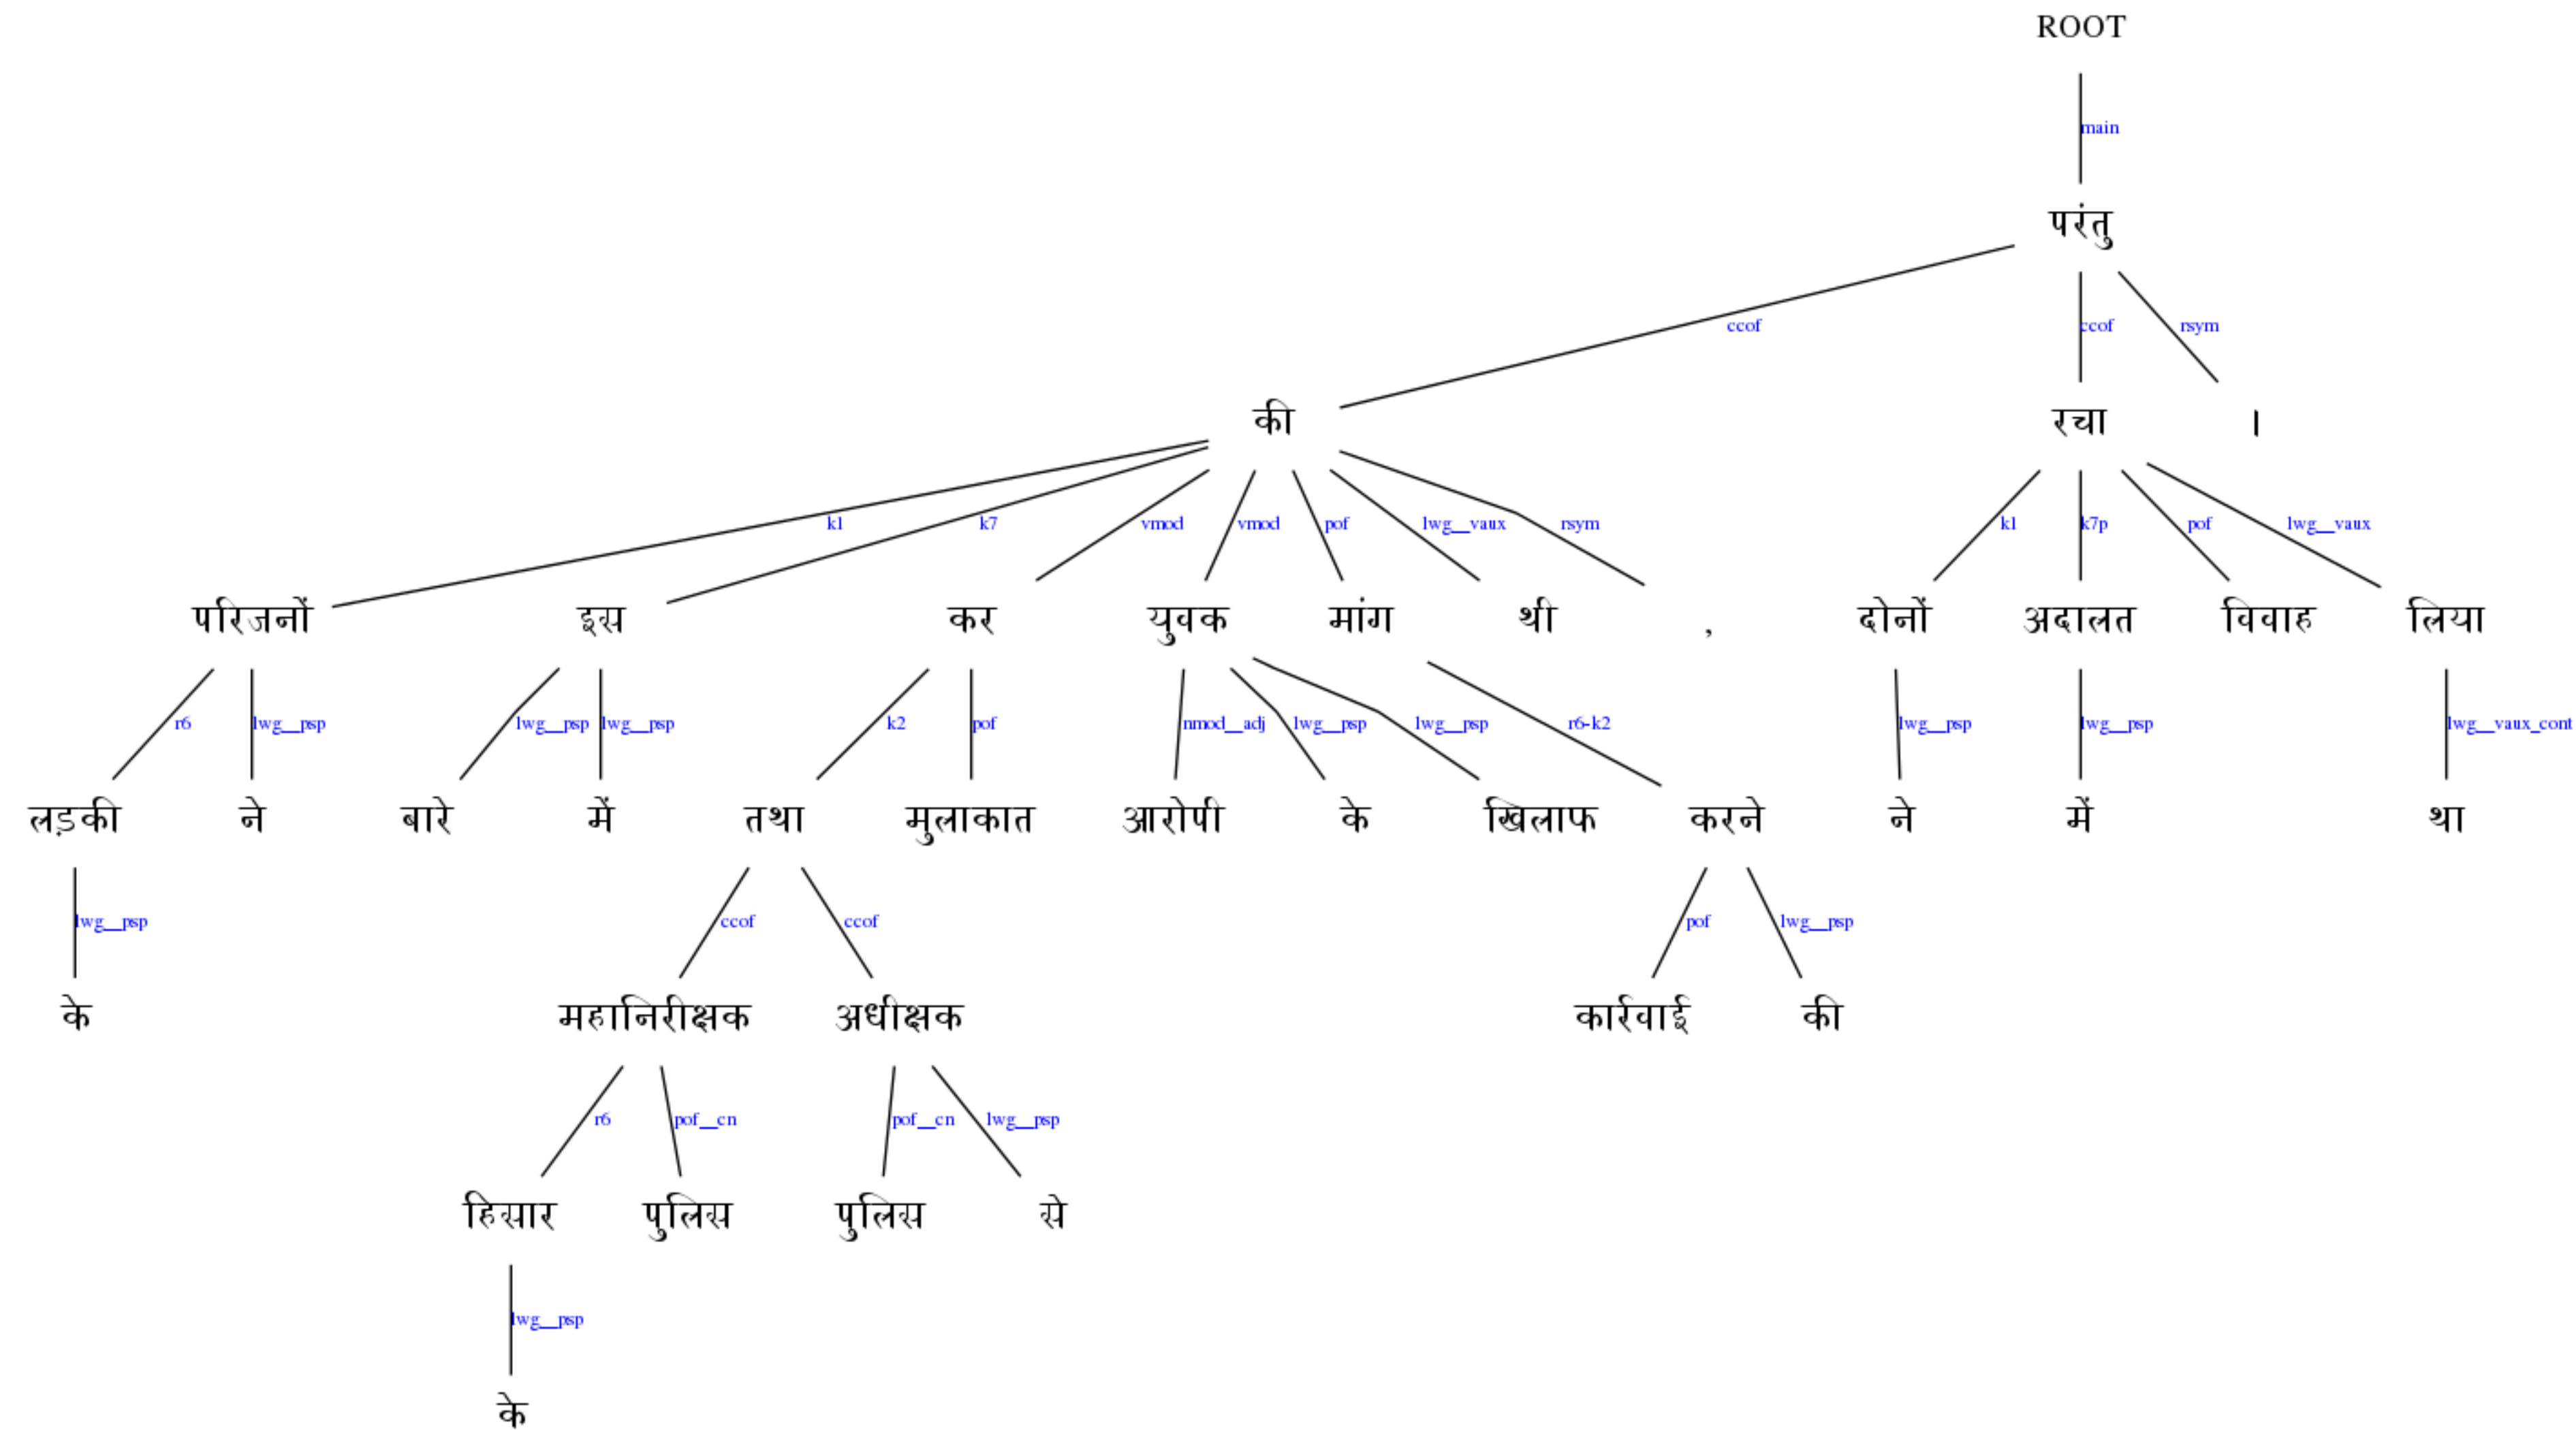 ROOT
main
परंतु
ccof ccof rsym
की रचा ।
k1 k7 vmod vmod pof lwg__vaux rsym k1 k7p pof lwg__vaux
परिजनों इस कर युवक मांग थी , दोनों अदालत विवाह लिया
r6 lwg__psp lwg__psp lwg__psp k2 pof nmod__adj lwg__psp lwg__psp r6-k2 lwg__psp lwg__psp lwg__vaux_cont
लड़की ने बारे में तथा मुलाकात आरोपी के खिलाफ करने ने में था
lwg__psp ccof ccof pof lwg__psp
के महानिरीक्षक अधीक्षक कार्रवाई की
r6 pof__cn pof__cn lwg__psp
हिसार पुलिस पुलिस से
lwg__psp
के